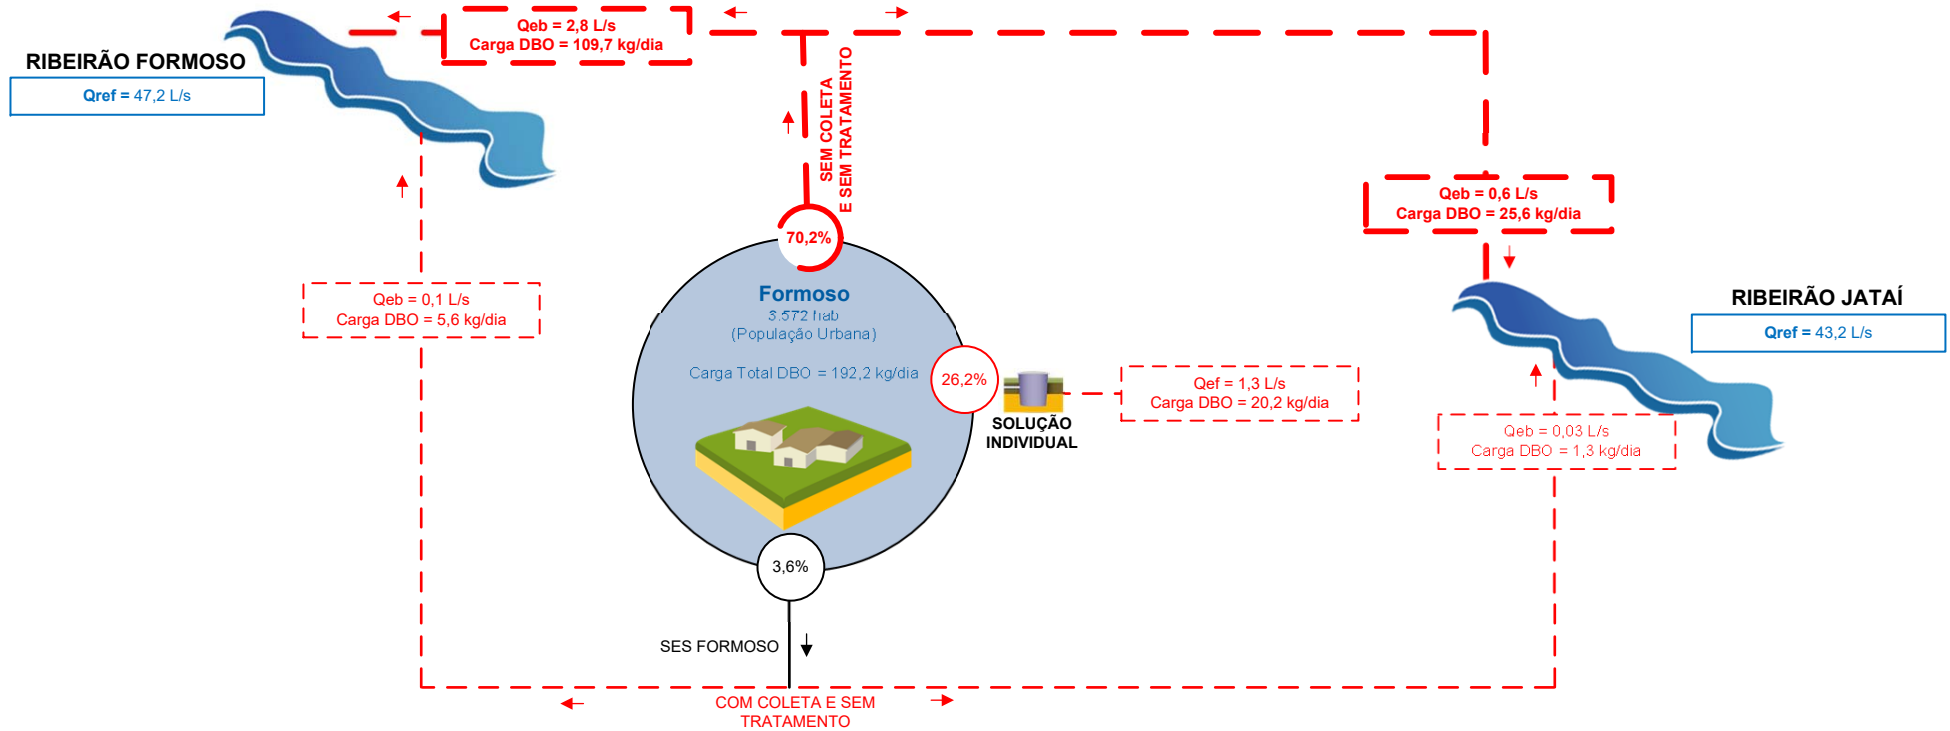 Qeb = 2,8 L/s
Carga DBO = 109,7 kg/dia
RIBEIRÃO FORMOSO
Qref = 47,2 L/s
SEM COLETA
E SEM TRATAMENTO
Qeb = 0,6 L/s
Carga DBO = 25,6 kg/dia
70,2%
Qeb = 0,1 L/s
Carga DBO = 5,6 kg/dia
Formoso
3.572 hab
(População Urbana)
Carga Total DBO = 192,2 kg/dia
RIBEIRÃO JATAÍ
Qref = 43,2 L/s
26,2%
SOLUÇÃO
INDIVIDUAL
Qef = 1,3 L/s
Carga DBO = 20,2 kg/dia
Qeb = 0,03 L/s
Carga DBO = 1,3 kg/dia
3,6%
SES FORMOSO
COM COLETA E SEM
TRATAMENTO